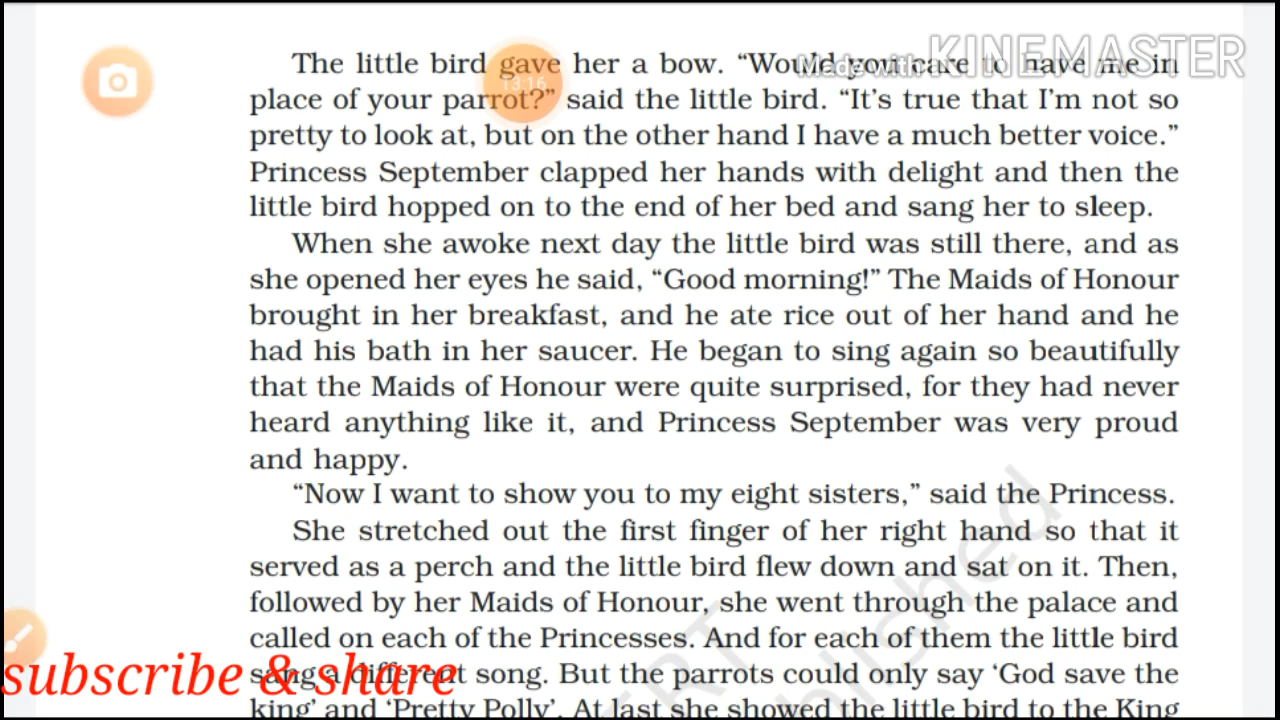 Made with KINEMASTER
13:16
The little bird gave her a bow. “Would you care to have me in
place of your parrot?” said the little bird. “It’s true that I’m not so
pretty to look at, but on the other hand I have a much better voice.”
Princess September clapped her hands with delight and then the
little bird hopped on to the end of her bed and sang her to sleep.
When she awoke next day the little bird was still there, and as
she opened her eyes he said, “Good morning!” The Maids of Honour
brought in her breakfast, and he ate rice out of her hand and he
had his bath in her saucer. He began to sing again so beautifully
that the Maids of Honour were quite surprised, for they had never
heard anything like it, and Princess September was very proud
and happy.
“Now I want to show you to my eight sisters,” said the Princess.
She stretched out the first finger of her right hand so that it
served as a perch and the little bird flew down and sat on it. Then,
followed by her Maids of Honour, she went through the palace and
called on each of the Princesses. And for each of them the little bird
sang a different song. But the parrots could only say ‘God save the
king’ and ‘Pretty Polly’. At last she showed the little bird to the King
subscribe & share